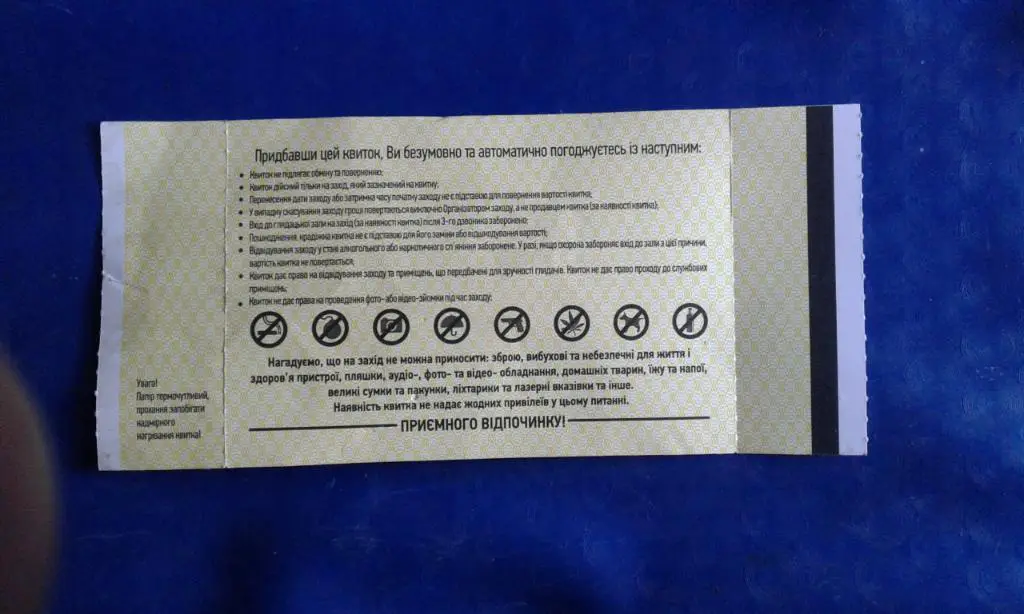 Придбавши цей квиток, Ви безумовно та автоматично погоджуєтесь із наступним:
• Квиток не підлягає обміну та поверненню;
• Квиток дійсний тільки на захід, який зазначений на квитку;
• Перенесення дати заходу або затримка часу початку заходу не є підставою для повернення вартості квитка;
• У випадку скасування заходу гроші повертаються виключно Організатором заходу, а не продавцем квитка (за наявності квитка);
• Вхід до глядацької зали на захід (за наявності квитка) після 3-го дзвоника заборонено;
• Пошкодження, крадіжка квитка не є підставою для його заміни або відшкодування вартості;
• Відвідування заходу у стані алкогольного або наркотичного сп`яніння заборонене. У разі, якщо охорона забороняє вхід до зали з цієї причини,
вартість квитка не повертається;
• Квиток дає право на відвідування заходу та приміщень, що передбачені для зручності глядачів. Квиток не дає право проходу до службових
приміщень;
• Квиток не дає права на проведення фото- або відео-зйомки під час заходу;
Нагадуємо, що на захід не можна приносити: зброю, вибухові та небезпечні для життя і
здоров'я пристрої, пляшки, аудіо-, фото- та відео- обладнання, домашніх тварин, їжу та напої,
великі сумки та пакунки, ліхтарики та лазерні вказівки та інше.
Наявність квитка не надає жодних привілеїв у цьому питанні.
ПРИЄМНОГО ВІДПОЧИНКУ!
Увага!
Папір термочутливий,
прохання запобігати
надмірного
нагрівання квитка!